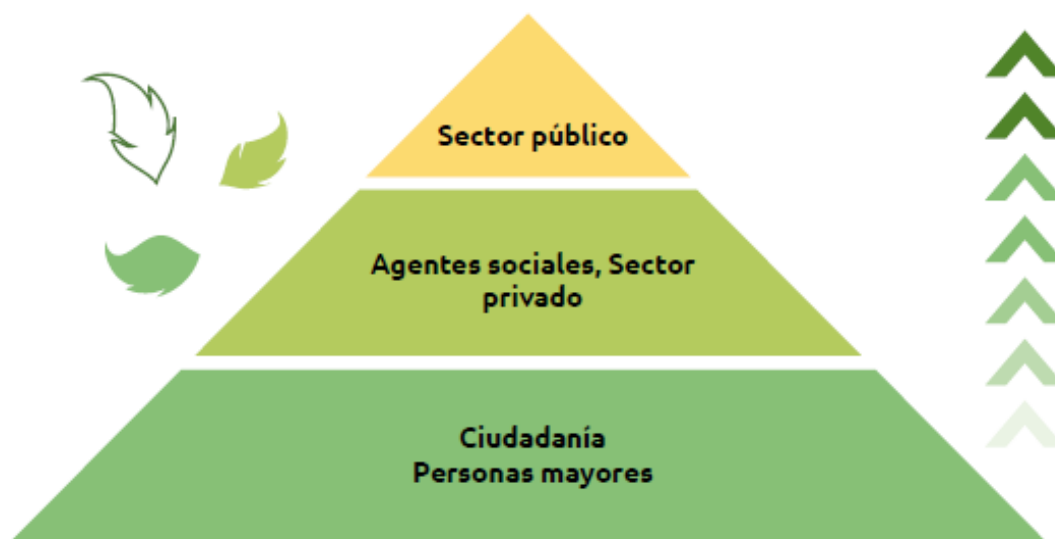 Sector público
Agentes sociales, Sector
privado
Ciudadanía
Personas mayores